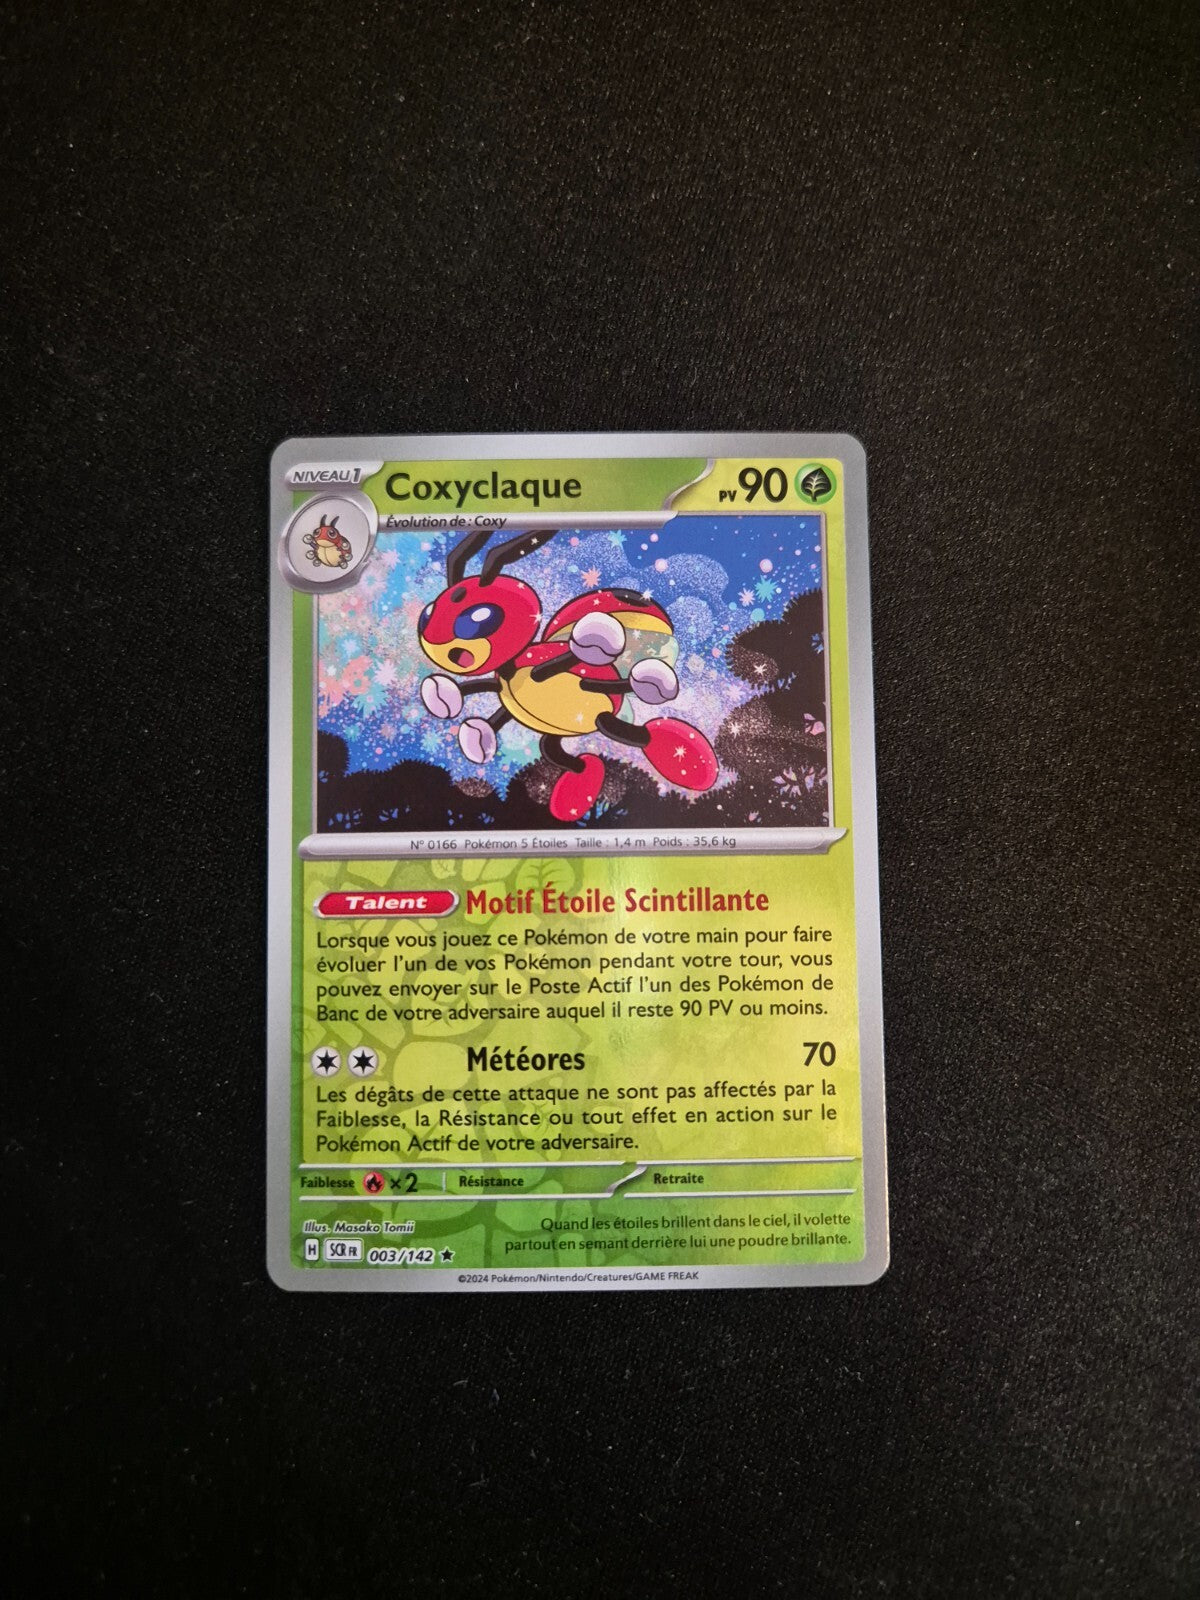 NIVEAU 1
Coxyclaque
PV 90
Évolution de : Coxy
N° 0166 Pokémon 5 Étoiles Taille : 1,4 m Poids : 35,6 kg
Talent Motif Étoile Scintillante
Lorsque vous jouez ce Pokémon de votre main pour faire
évoluer l'un de vos Pokémon pendant votre tour, vous
pouvez envoyer sur le Poste Actif l'un des Pokémon de
Banc de votre adversaire auquel il reste 90 PV ou moins.
Météores 70
Les dégâts de cette attaque ne sont pas affectés par la
Faiblesse, la Résistance ou tout effet en action sur le
Pokémon Actif de votre adversaire.
Faiblesse ×2 Résistance Retraite
Illus. Masako Tomii
H SCR FR 003/142 ★
Quand les étoiles brillent dans le ciel, il volette
partout en semant derrière lui une poudre brillante.
©2024 Pokémon/Nintendo/Creatures/GAME FREAK